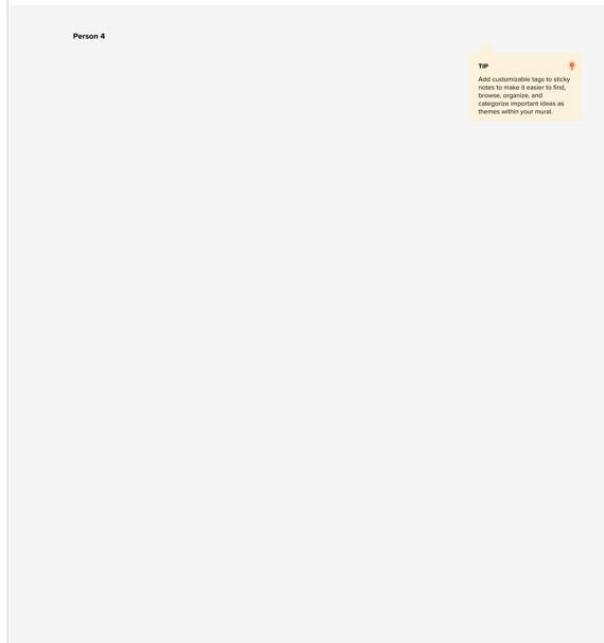 Person 4
TIP
Add customizable tags to sticky
notes to make it easier to find,
browse, organize, and
categorize important ideas as
themes within your mural.